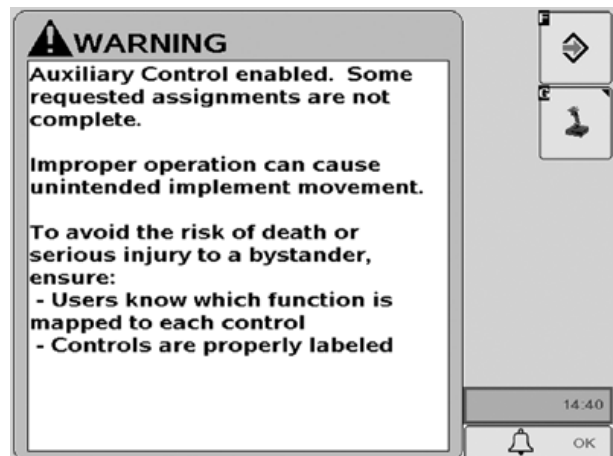 WARNING
Auxiliary Control enabled. Some
requested assignments are not
complete.
Improper operation can cause
unintended implement movement.
To avoid the risk of death or
serious injury to a bystander,
ensure:
- Users know which function is
mapped to each control
- Controls are properly labeled
F
G
14:40
OK